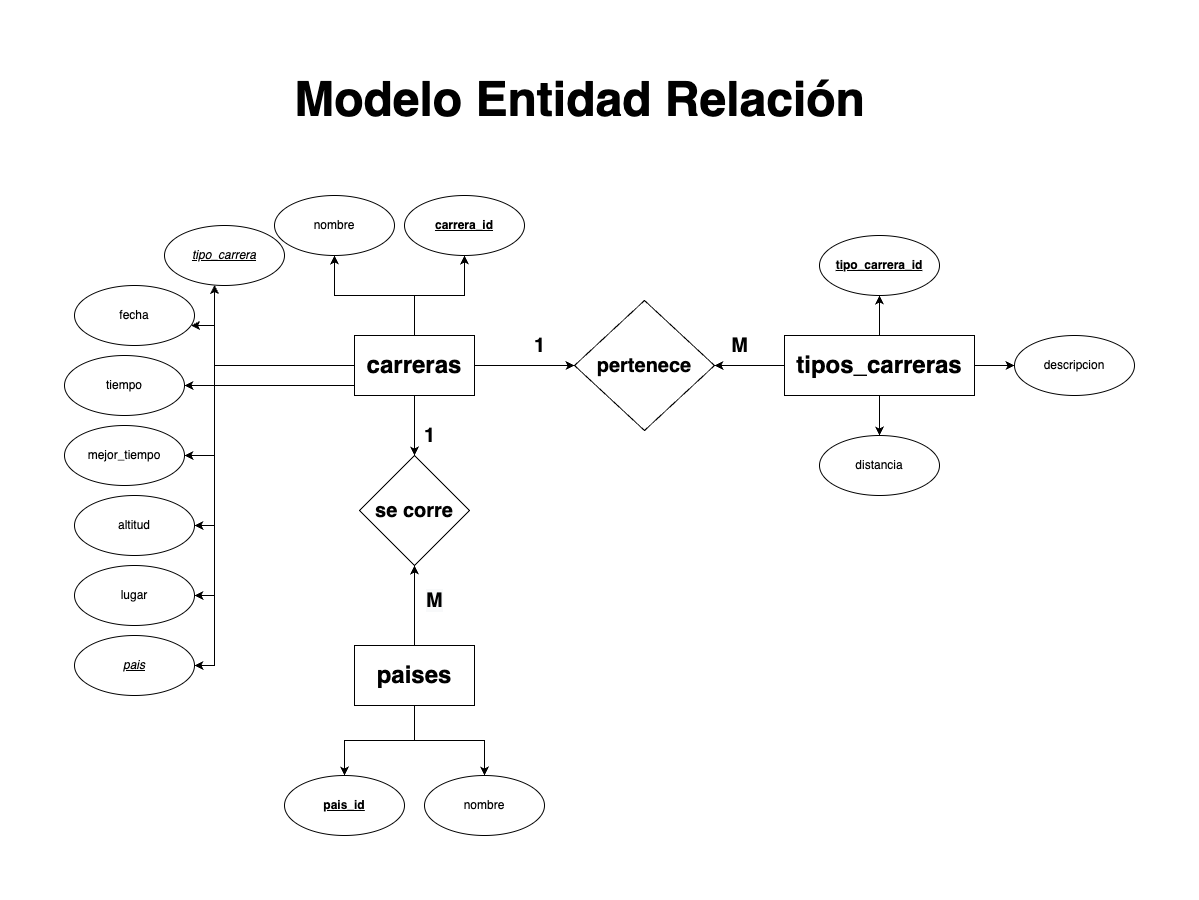 Modelo Entidad Relación
nombre
carrera_id
tipo_carrera
tipo_carrera_id
fecha
carreras
1
pertenece
M
tipos_carreras
descripcion
tiempo
1
mejor_tiempo
distancia
se corre
altitud
lugar
M
pais
paises
pais_id
nombre